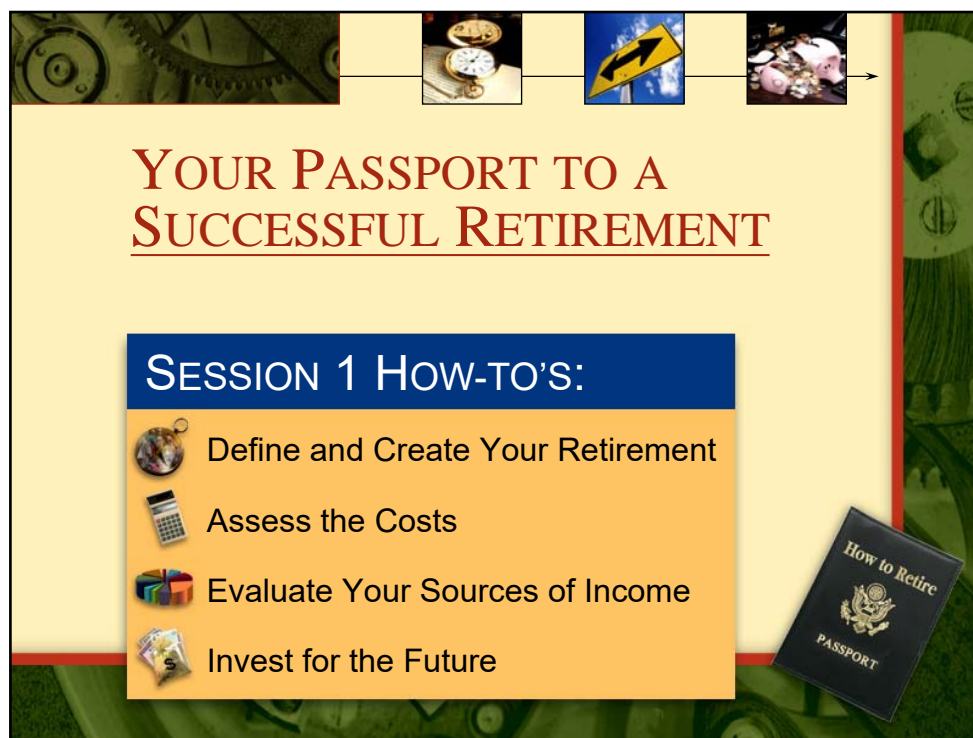 YOUR PASSPORT TO A
SUCCESSFUL RETIREMENT
SESSION 1 HOW-TO'S:
Define and Create Your Retirement
Assess the Costs
Evaluate Your Sources of Income
Invest for the Future
How to Retire
PASSPORT